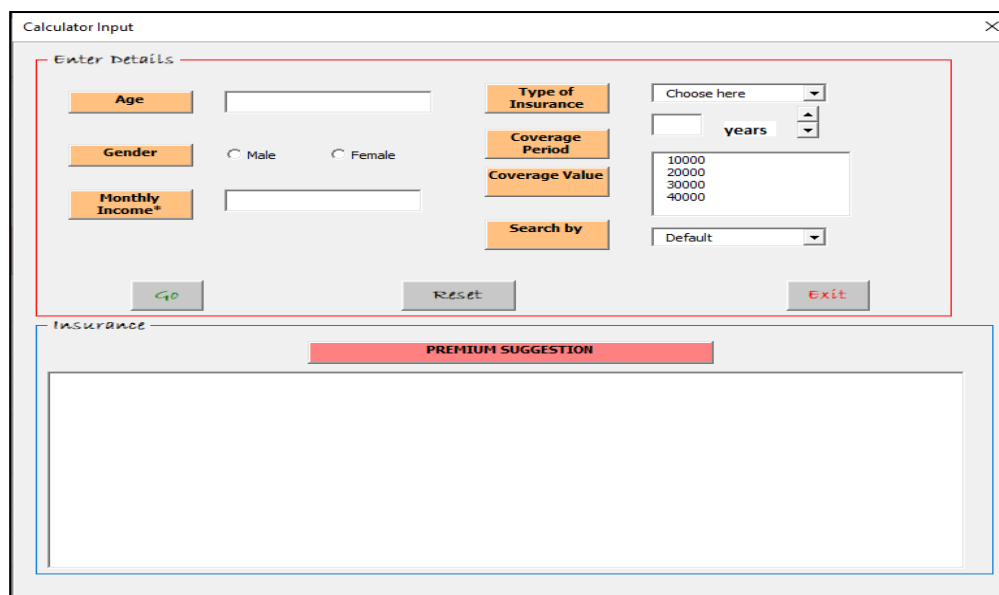 Calculator Input
Enter Details
Age
Gender
Male
Female
Monthly
Income*
Type of
Insurance
Choose here
Coverage
Period
years
Coverage Value
10000
20000
30000
40000
Search by
Default
Go
Reset
Exit
Insurance
PREMIUM SUGGESTION